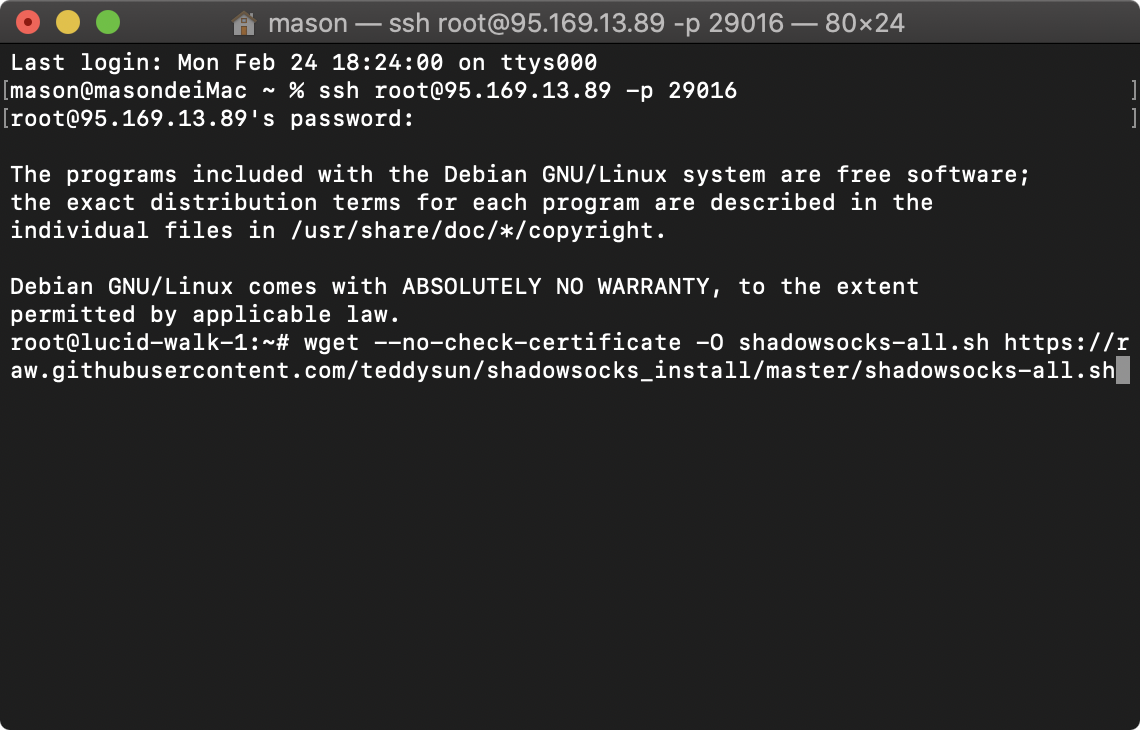 mason — ssh root@95.169.13.89 -p 29016 — 80×24
Last login: Mon Feb 24 18:24:00 on ttys000
[mason@masondeiMac ~ % ssh root@95.169.13.89 -p 29016 ]
[root@95.169.13.89's password: ]
The programs included with the Debian GNU/Linux system are free software;
the exact distribution terms for each program are described in the
individual files in /usr/share/doc/*/copyright.
Debian GNU/Linux comes with ABSOLUTELY NO WARRANTY, to the extent
permitted by applicable law.
root@lucid-walk-1:~# wget --no-check-certificate -O shadowsocks-all.sh https://r
aw.githubusercontent.com/teddysun/shadowsocks_install/master/shadowsocks-all.sh